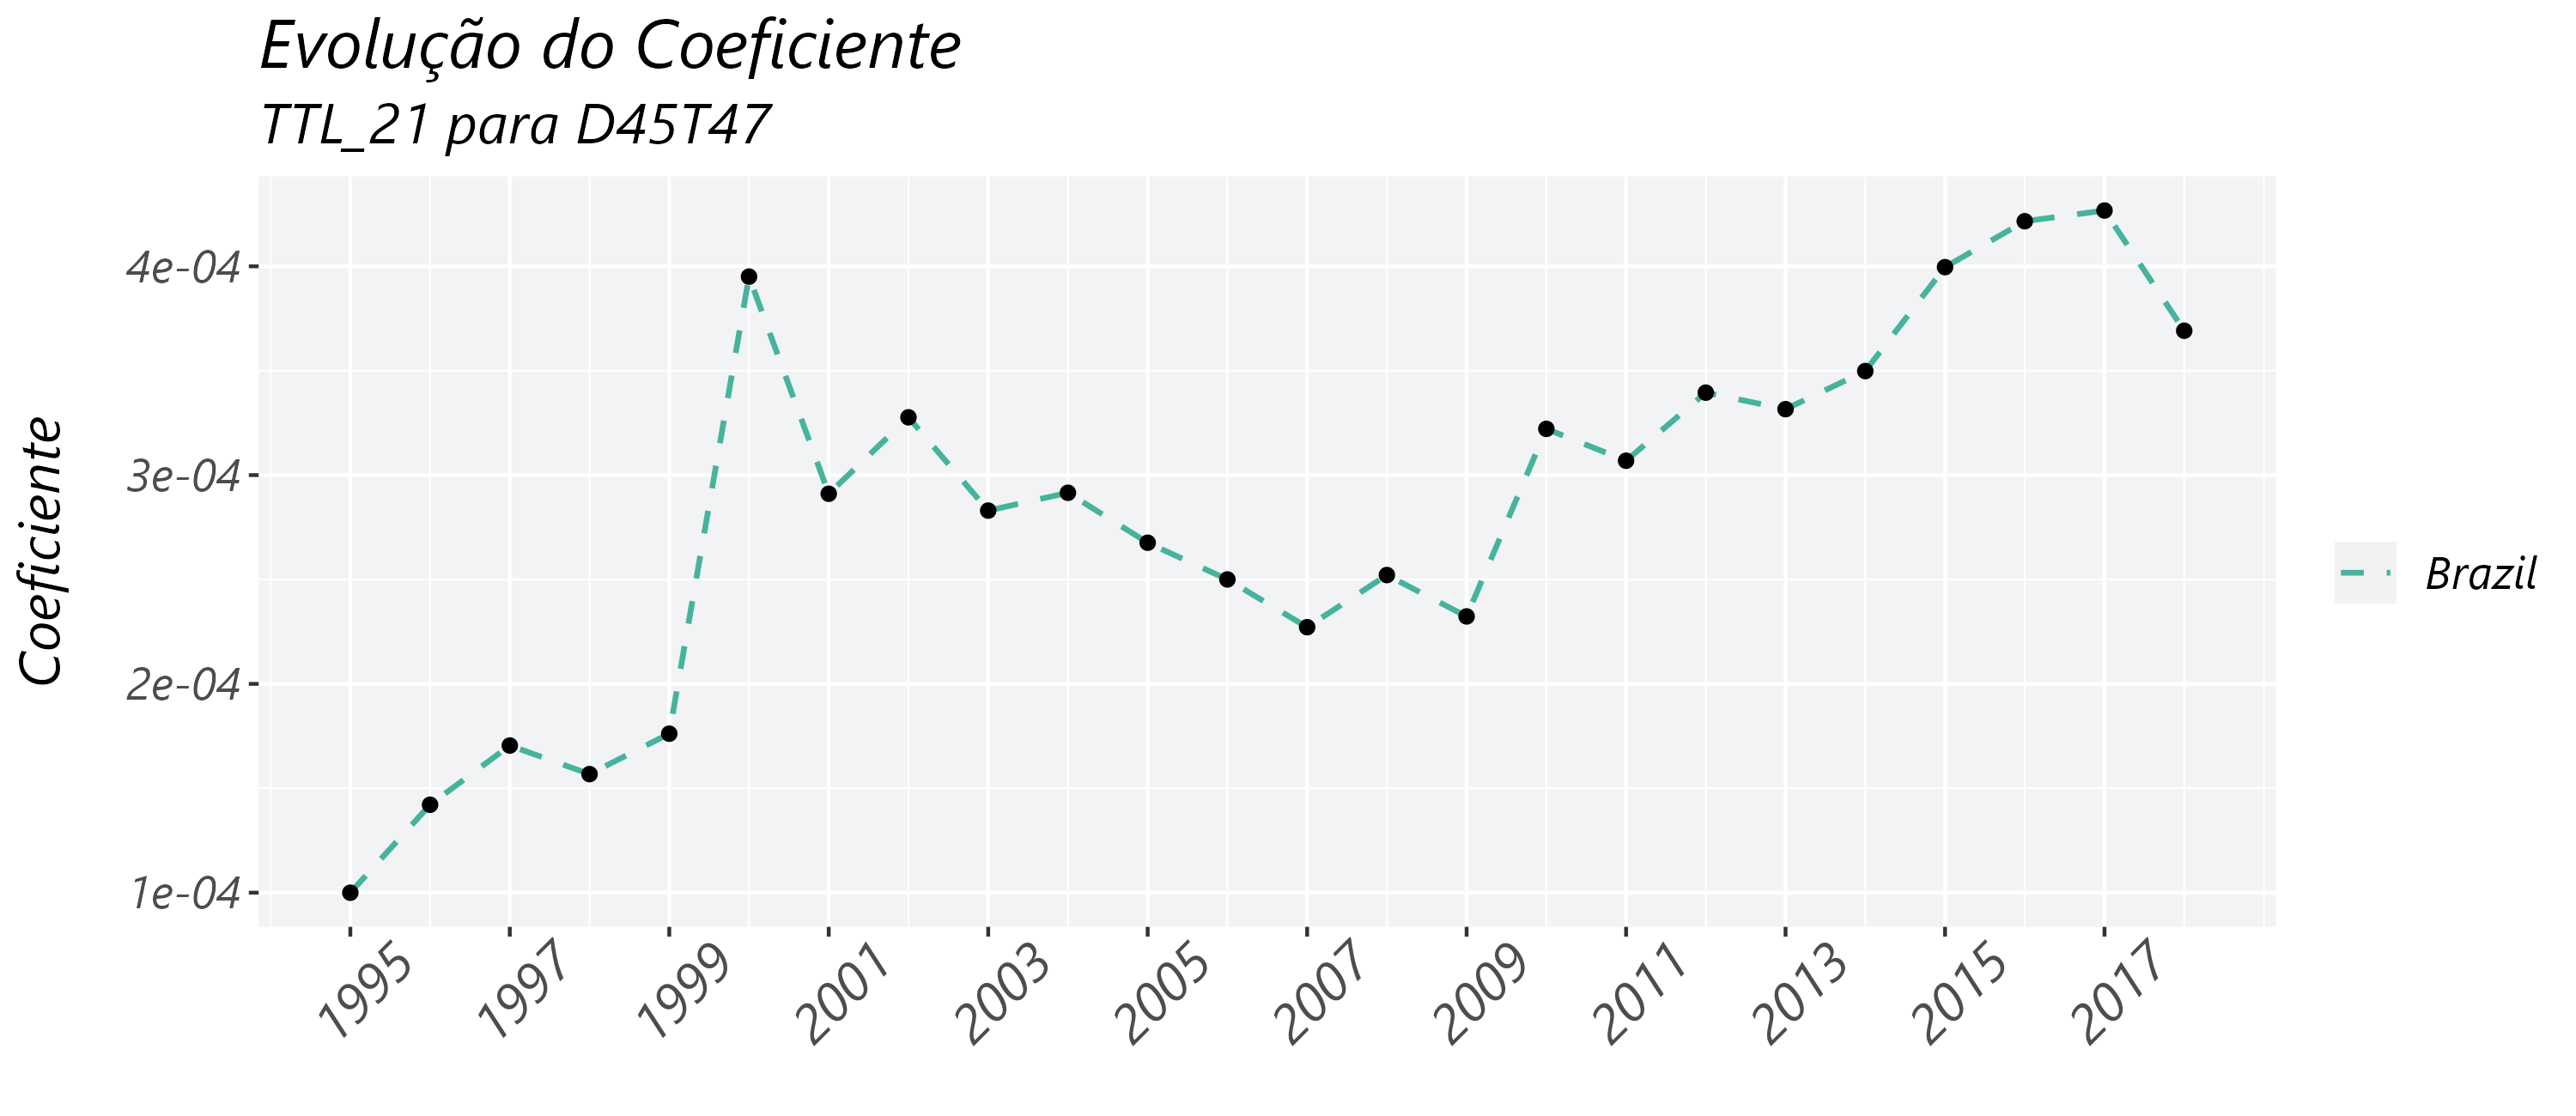 Evolução do Coeficiente
TTL_21 para D45T47
Coeficiente
4e-04
3e-04
2e-04
1e-04
1995
1997
1999
2001
2003
2005
2007
2009
2011
2013
2015
2017
Brazil